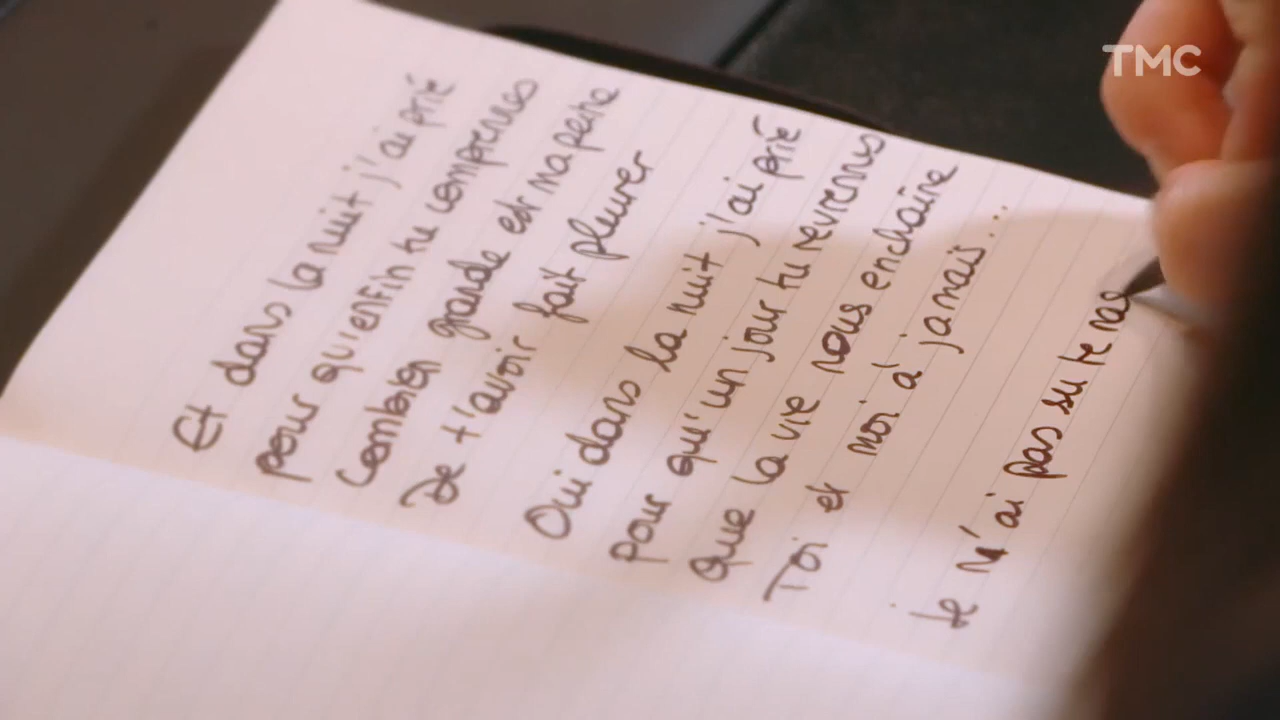 TMC
Et dans la nuit j'ai prié
pour qu'enfin tu comprennes
Combien grande est ma peine
De t'avoir fait pleurer
Oui dans la nuit j'ai prié
pour qu'un jour tu reviennes
Que la vie nous enchaîne
Toi et moi à jamais...
Je n'ai pas su te